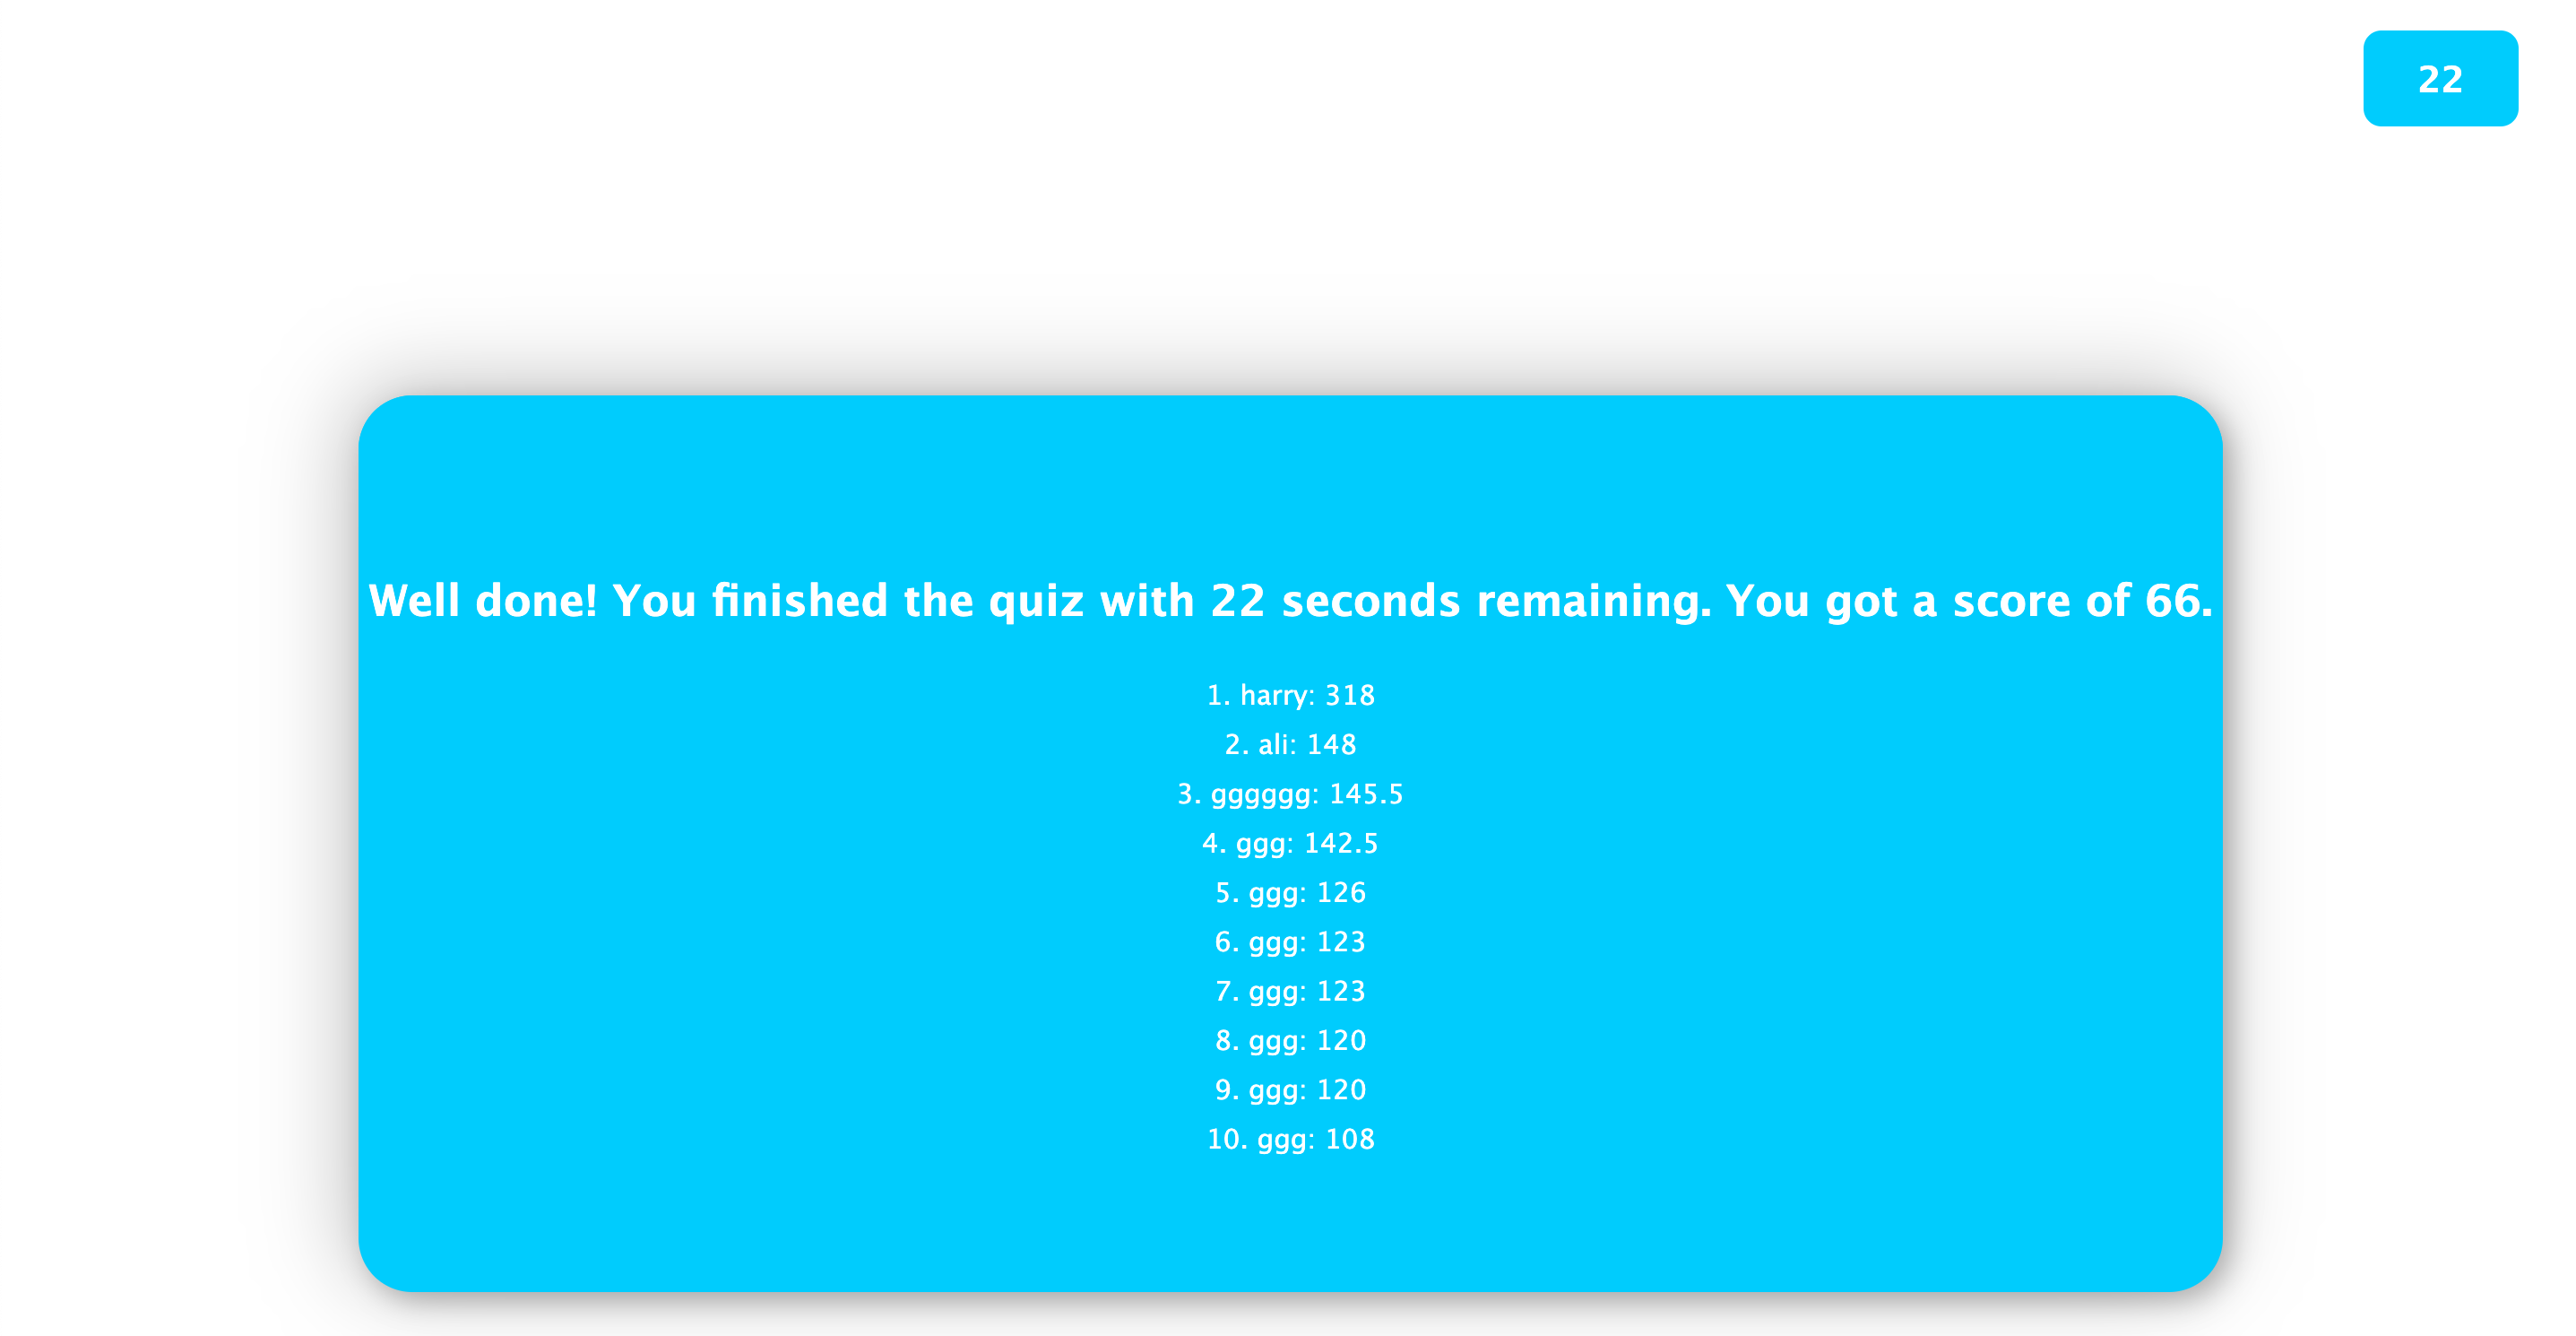 22
Well done! You finished the quiz with 22 seconds remaining. You got a score of 66.
1. harry: 318
2. ali: 148
3. gggggg: 145.5
4. ggg: 142.5
5. ggg: 126
6. ggg: 123
7. ggg: 123
8. ggg: 120
9. ggg: 120
10. ggg: 108